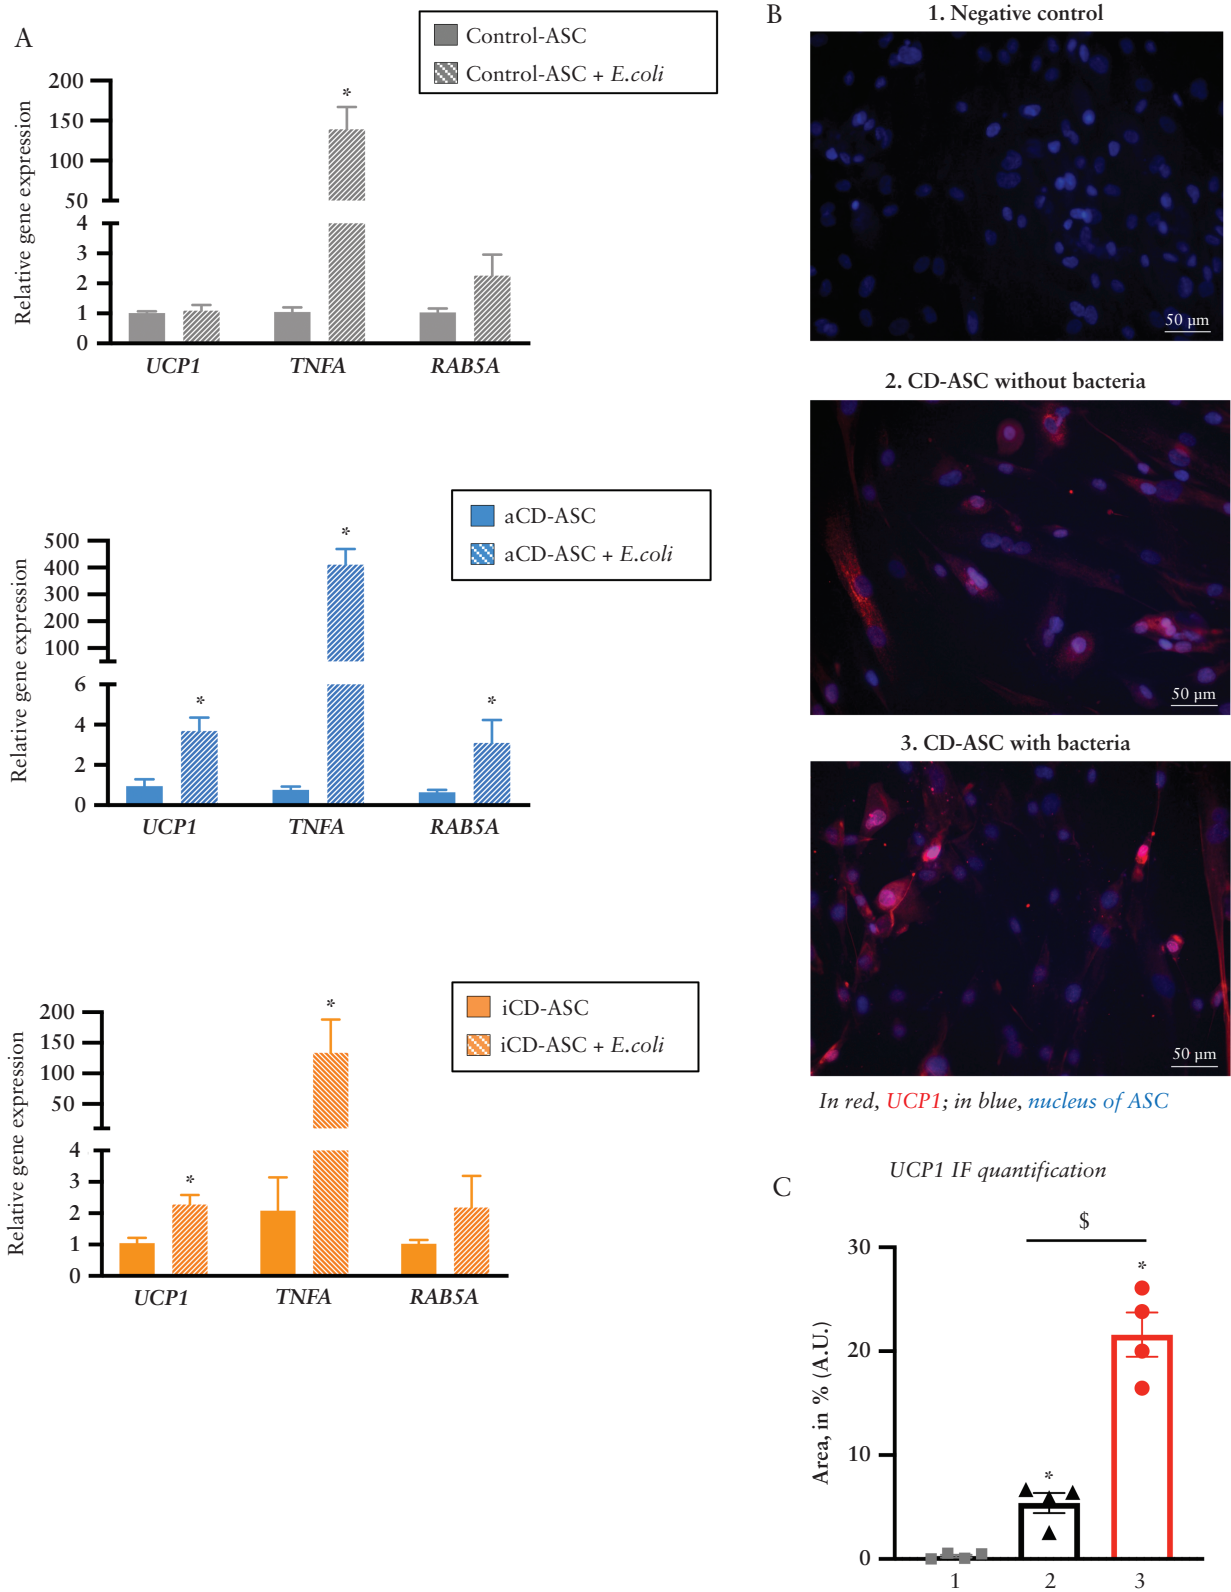 A
Control-ASC
Control-ASC + E.coli
Relative gene expression
200
150
100
50
4
3
2
1
0
*
UCP1
TNFA
RAB5A
aCD-ASC
aCD-ASC + E.coli
Relative gene expression
500
400
300
200
100
6
4
2
0
*
*
*
UCP1
TNFA
RAB5A
iCD-ASC
iCD-ASC + E.coli
Relative gene expression
200
150
100
50
4
3
2
1
0
*
*
UCP1
TNFA
RAB5A
B
1. Negative control
50 µm
2. CD-ASC without bacteria
50 µm
3. CD-ASC with bacteria
50 µm
In red, UCP1; in blue, nucleus of ASC
C
UCP1 IF quantification
$
Area, in % (A.U.)
30
20
10
0
*
*
1
2
3